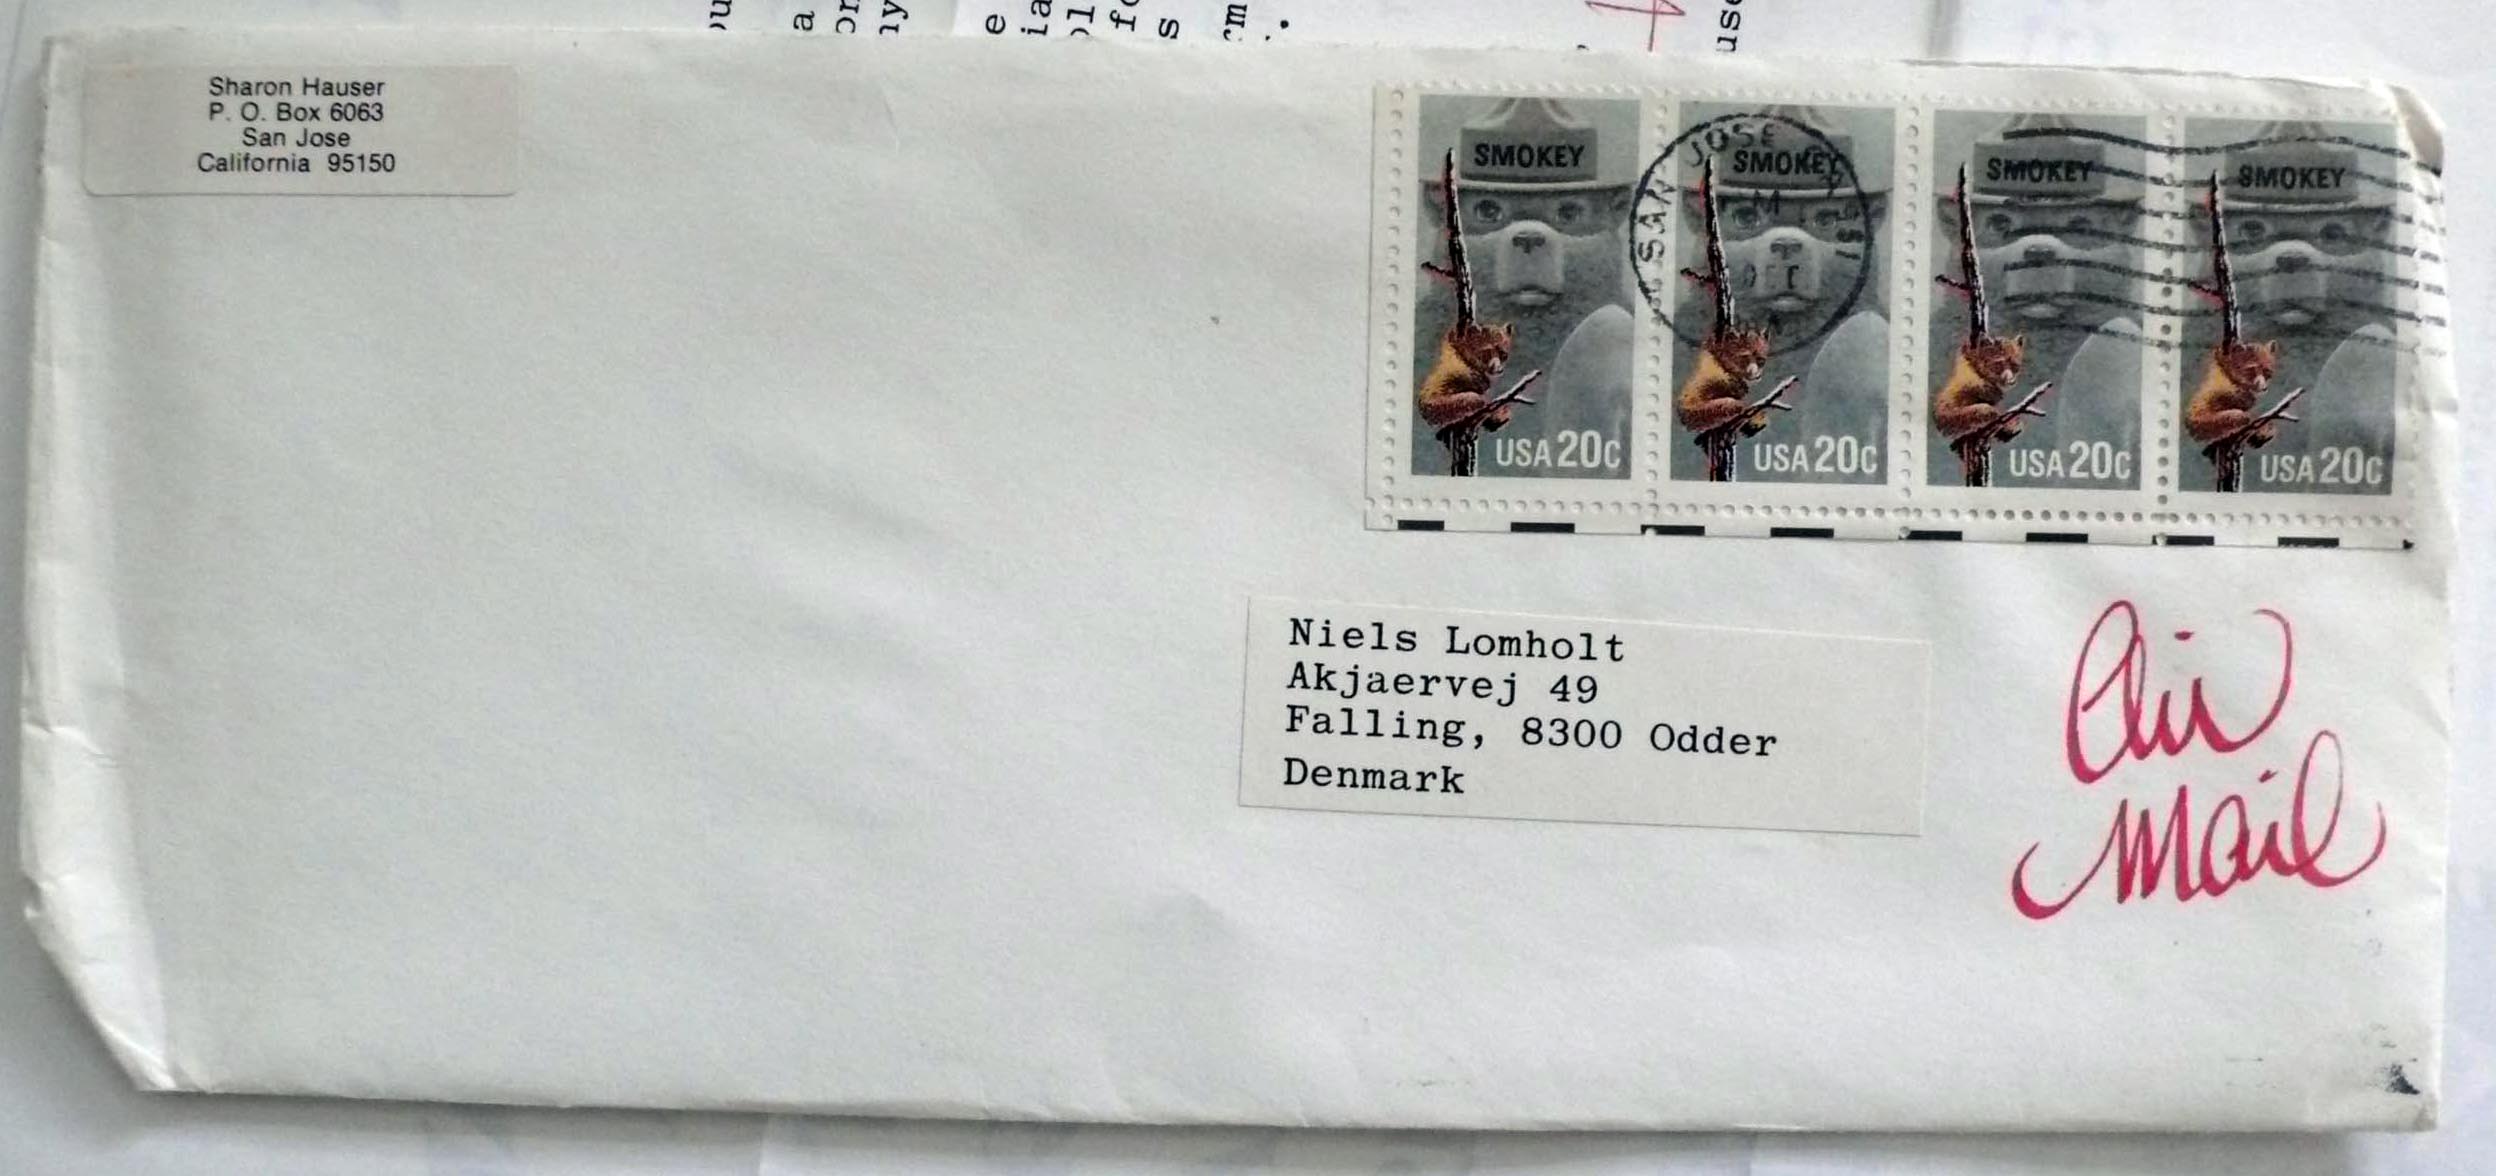 Sharon Hauser
P. O. Box 6063
San Jose
California 95150
SMOKEY SMOKEY SMOKEY SMOKEY
SAN JOSE
DEC
USA 20c USA 20c USA 20c USA 20c
Niels Lomholt
Akjaervej 49
Falling, 8300 Odder
Denmark
Air
Mail